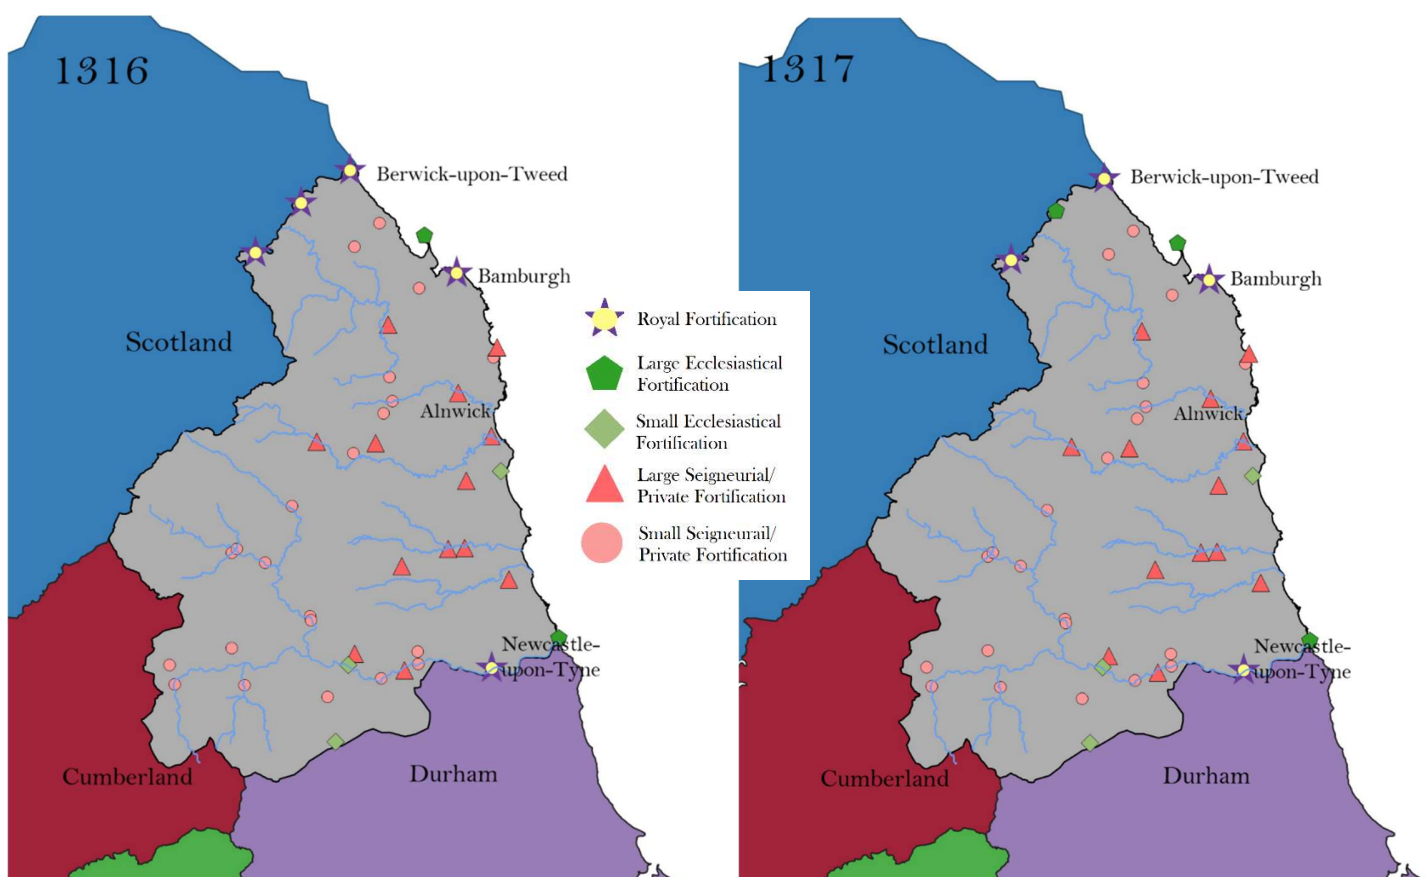 1316
1317
Berwick-upon-Tweed
Berwick-upon-Tweed
Bamburgh
Bamburgh
Royal Fortification
Scotland
Scotland
Large Ecclesiastical
Fortification
Alnwick
Alnwick
Small Ecclesiastical
Fortification
Large Seigneurial/
Private Fortification
Small Seigneurail/
Private Fortification
Newcastle-
upon-Tyne
Newcastle-
upon-Tyne
Cumberland
Durham
Cumberland
Durham